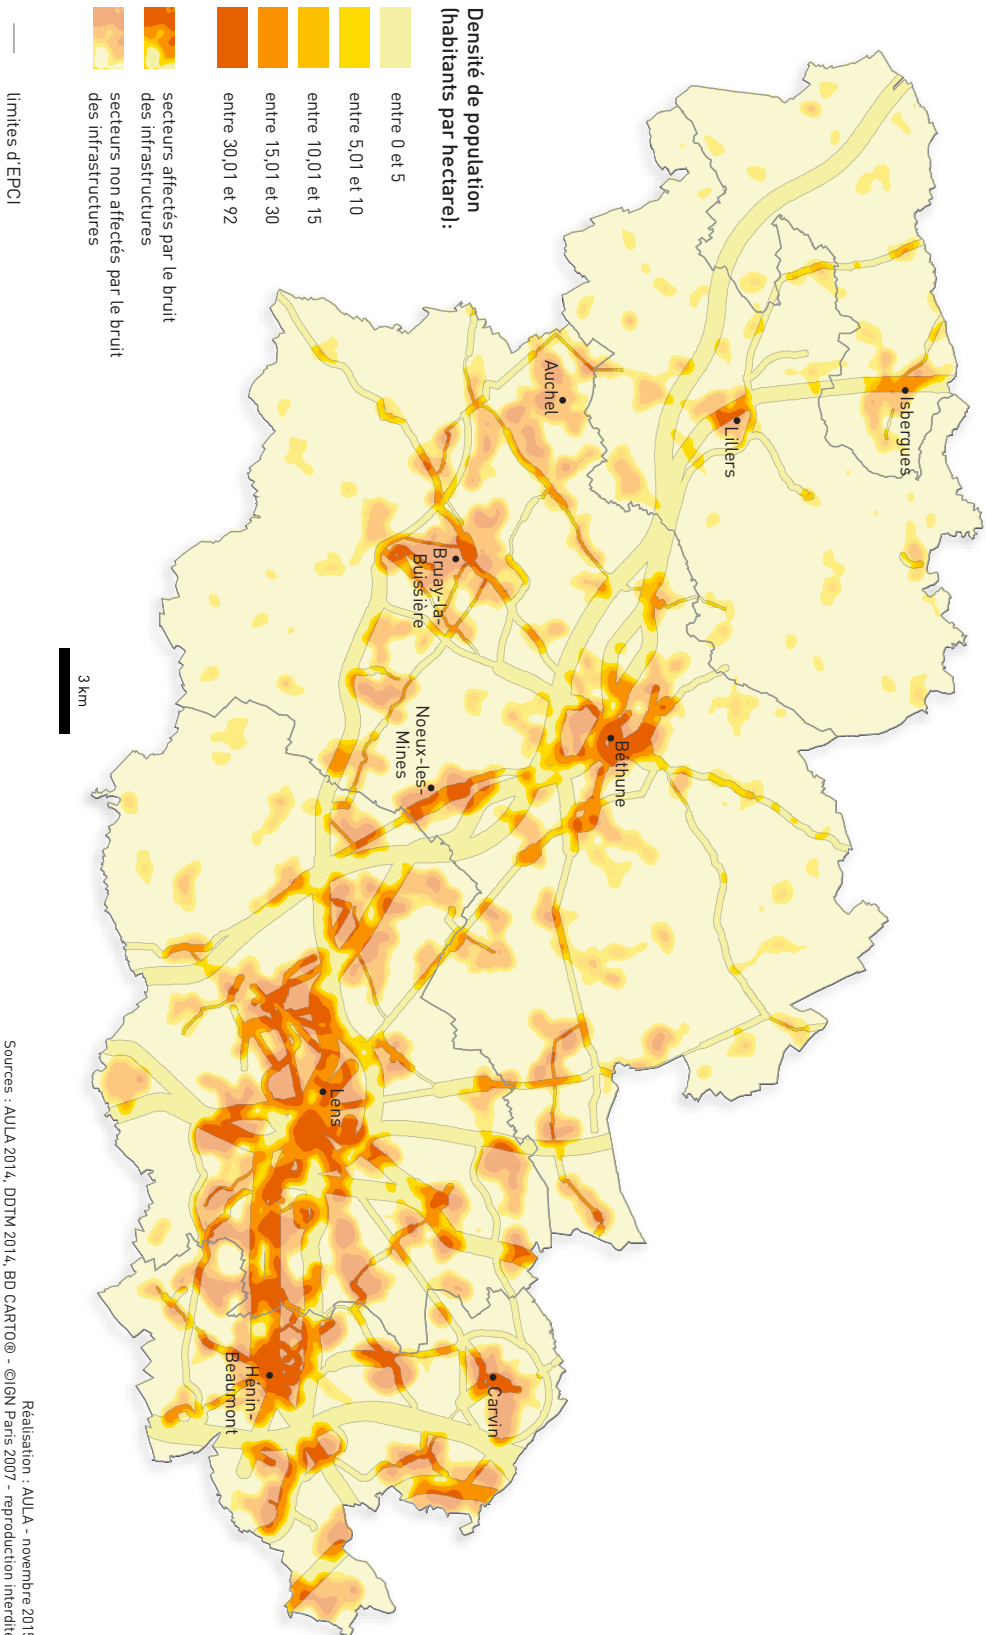 Densité de population
(habitants par hectare):
entre 0 et 5
entre 5,01 et 10
entre 10,01 et 15
entre 15,01 et 30
entre 30,01 et 92
secteurs affectés par le bruit
des infrastructures
secteurs non affectés par le bruit
des infrastructures
limites d'EPCI
Isbergues
Lillers
Auchel
Bruay-la-
Buissière
Béthune
Noeux-les-
Mines
Lens
Carvin
Hénin-
Beaumont
3 km
Réalisation : AULA - novembre 2015
Sources : AULA 2014, DDTM 2014, BD CARTO® - ©IGN Paris 2007 - reproduction interdite